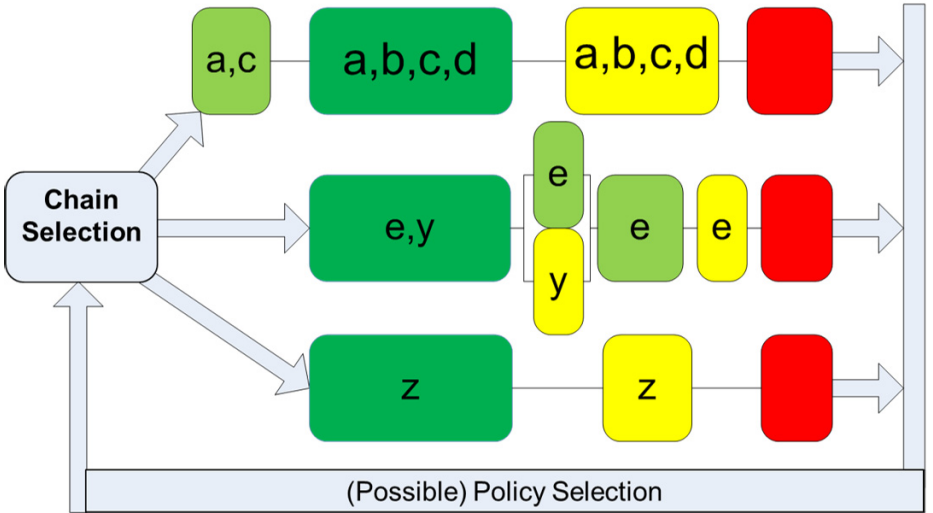 a,c
a,b,c,d
a,b,c,d
Chain
Selection
e,y
e
y
e
e
z
z
(Possible) Policy Selection